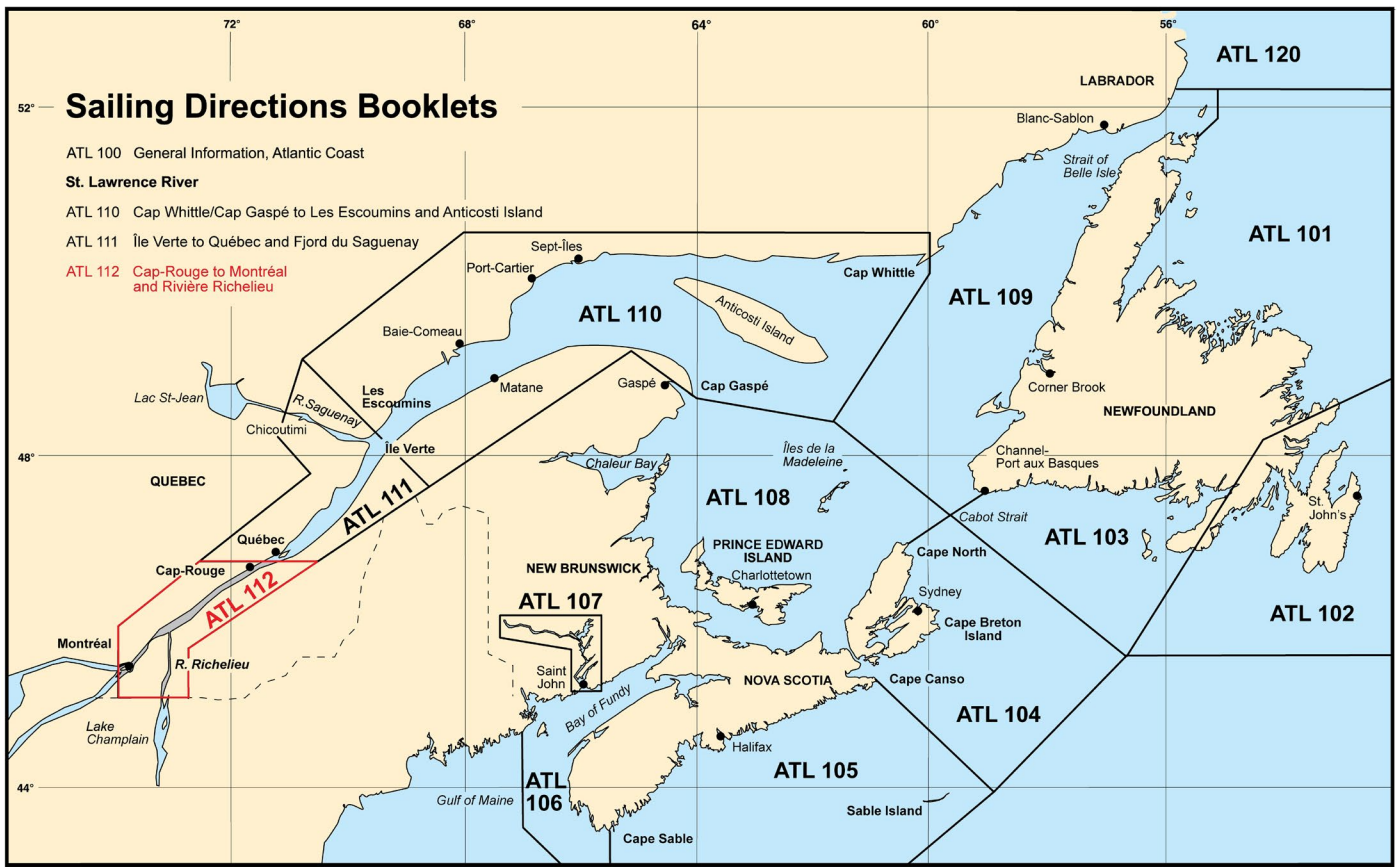 72°
68°
64°
60°
56°
ATL 120
LABRADOR
52°
Sailing Directions Booklets
Blanc-Sablon
ATL 100 General Information, Atlantic Coast
Strait of
Belle Isle
St. Lawrence River
ATL 110 Cap Whittle/Cap Gaspé to Les Escoumins and Anticosti Island
ATL 101
ATL 111 Île Verte to Québec and Fjord du Saguenay
Sept-Îles
Port-Cartier
Cap Whittle
ATL 112 Cap-Rouge to Montréal
and Rivière Richelieu
ATL 109
ATL 110
Anticosti Island
Baie-Comeau
Corner Brook
Matane
Gaspé
Cap Gaspé
Les
Escoumins
Lac St-Jean
R.Saguenay
Chicoutimi
NEWFOUNDLAND
Île Verte
48°
Îles de la
Madeleine
Channel-
Port aux Basques
Chaleur Bay
QUEBEC
ATL 111
ATL 108
St.
John's
Cabot Strait
ATL 103
Québec
Cap-Rouge
PRINCE EDWARD
ISLAND
Cape North
NEW BRUNSWICK
Charlottetown
ATL 112
ATL 107
Sydney
ATL 102
Cape Breton
Island
Montréal
R. Richelieu
Saint
John
NOVA SCOTIA
Cape Canso
Bay of Fundy
ATL 104
Lake
Champlain
Halifax
ATL 105
44°
ATL
106
Gulf of Maine
Sable Island
Cape Sable